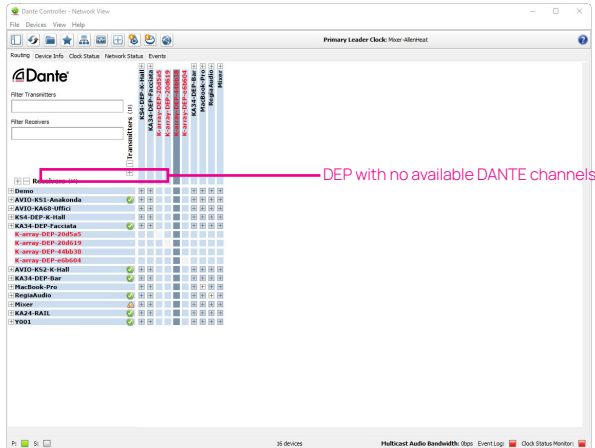 Dante Controller - Network View
File Devices View Help
Primary Leader Clock: Mixer-AllenHeat
Routing Device Info Clock Status Network Status Events
Dante
Filter Transmitters
Filter Receivers
Transmitters (10)
KS4-DEP-K-Hall
KA34-DEP-Facciata
K-array-DEP-20d5a5
K-array-DEP-20d619
K-array-DEP-44bb38
K-array-DEP-e6b604
KA34-DEP-Bar
MacBook-Pro
RegiaAudio
Mixer
DEP with no available DANTE channels
Receivers
Demo
AVIO-KS1-Anakonda
AVIO-KA68-Uffici
KS4-DEP-K-Hall
KA34-DEP-Facciata
K-array-DEP-20d5a5
K-array-DEP-20d619
K-array-DEP-44bb38
K-array-DEP-e6b604
AVIO-KS2-K-Hall
KA34-DEP-Bar
MacBook-Pro
RegiaAudio
Mixer
KA24-RAIL
Y001
P: S: 16 devices Multicast Audio Bandwidth: 0bps Event Log: Clock Status Monitor: